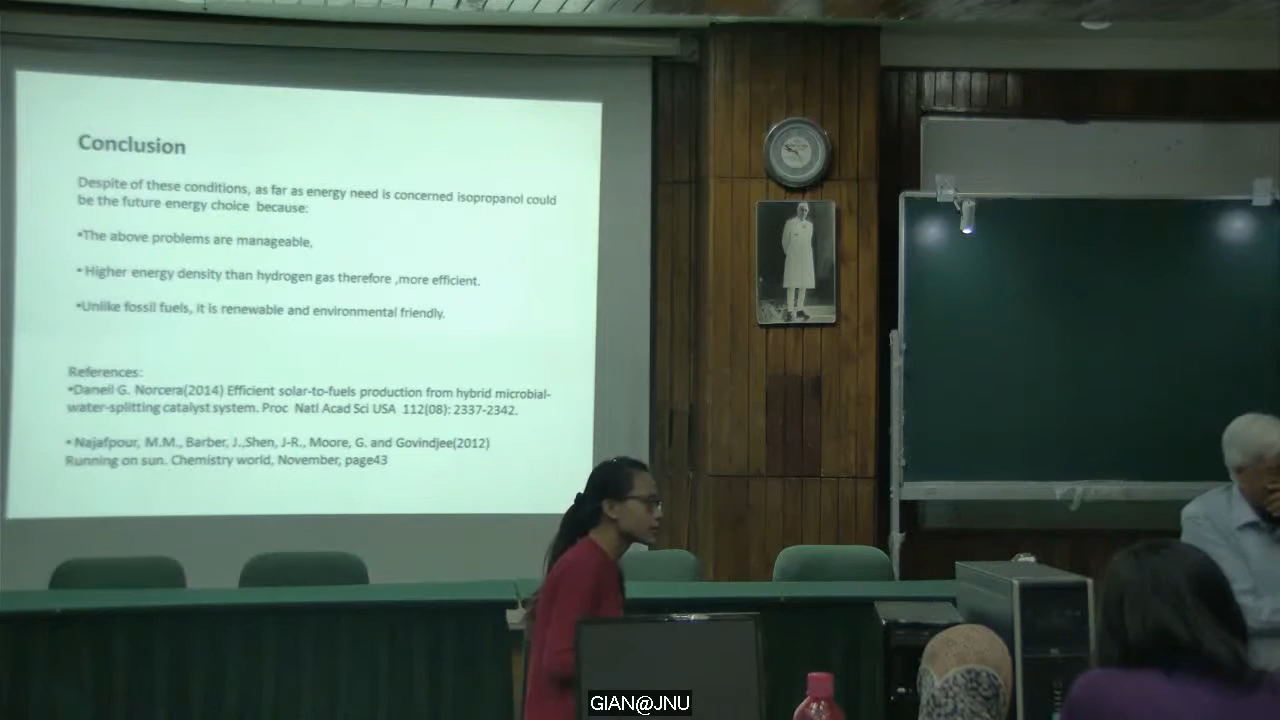 Conclusion
Despite of these conditions, as far as energy need is concerned isopropanol could
be the future energy choice because:
•The above problems are manageable,
• Higher energy density than hydrogen gas therefore ,more efficient.
•Unlike fossil fuels, it is renewable and environmental friendly.
References:
•Daneil G. Norcera(2014) Efficient solar-to-fuels production from hybrid microbial-
water-splitting catalyst system. Proc Natl Acad Sci USA 112(08): 2337-2342.
• Najafpour, M.M., Barber, J.,Shen, J-R., Moore, G. and Govindjee(2012)
Running on sun. Chemistry world, November, page43
GIAN@JNU